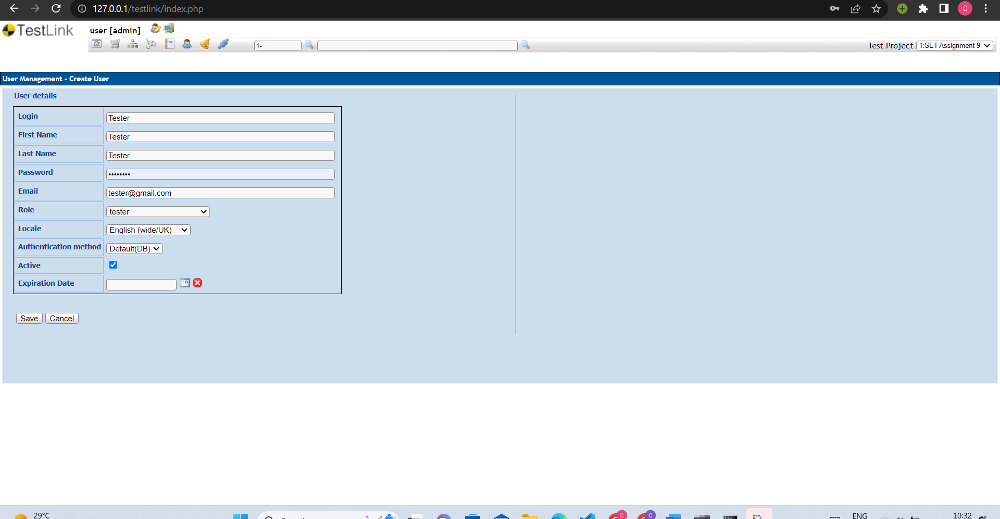 127.0.0.1/testlink/index.php
C
TestLink
user [admin]
1-
Test Project
1:SET Assignment 9
User Management - Create User
User details
Login
Tester
First Name
Tester
Last Name
Tester
Password
••••••••
Email
tester@gmail.com
Role
tester
Locale
English (wide/UK)
Authentication method
Default(DB)
Active
Expiration Date
Save
Cancel
29°C
C
C
ENG
10:32